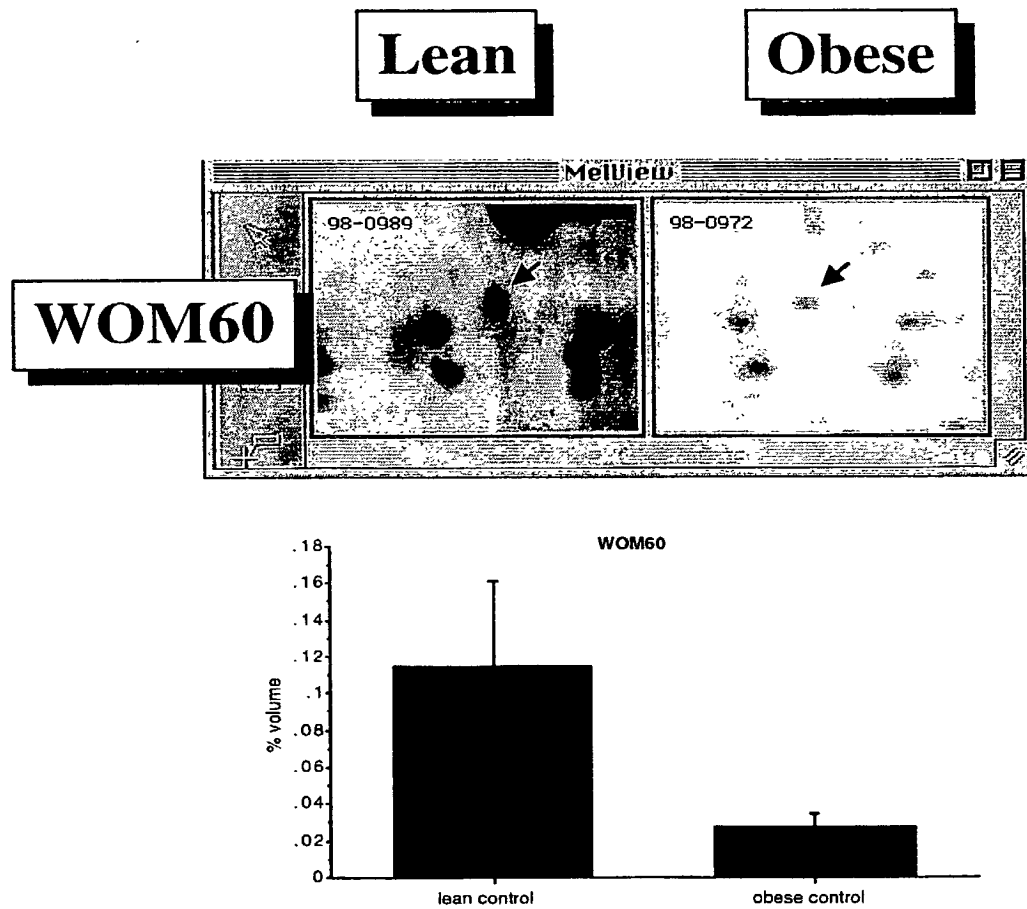 Lean
Obese
MelView
98-0989
98-0972
WOM60
WOM60
.18
.16
.14
.12
.1
.08
.06
.04
.02
0
% volume
lean control
obese control